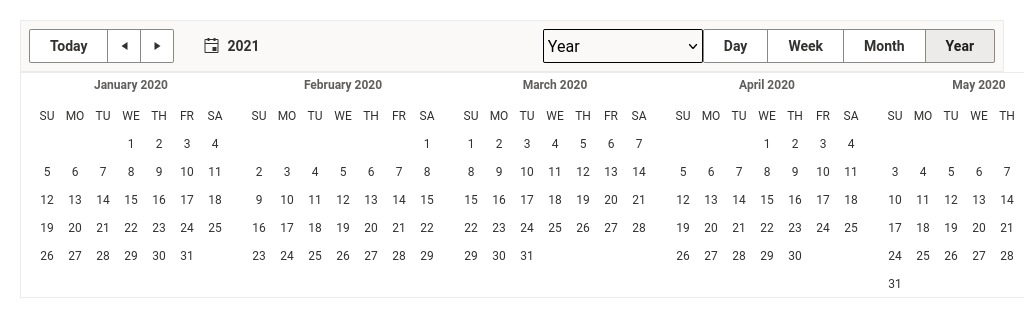 Today ◄ ► 2021 Year Day Week Month Year
January 2020 February 2020 March 2020 April 2020 May 2020
SU MO TU WE TH FR SA SU MO TU WE TH FR SA SU MO TU WE TH FR SA SU MO TU WE TH FR SA SU MO TU WE TH
1 2 3 4 1 1 2 3 4 5 6 7 1 2 3 4
5 6 7 8 9 10 11 2 3 4 5 6 7 8 8 9 10 11 12 13 14 5 6 7 8 9 10 11 3 4 5 6 7
12 13 14 15 16 17 18 9 10 11 12 13 14 15 15 16 17 18 19 20 21 12 13 14 15 16 17 18 10 11 12 13 14
19 20 21 22 23 24 25 16 17 18 19 20 21 22 22 23 24 25 26 27 28 19 20 21 22 23 24 25 17 18 19 20 21
26 27 28 29 30 31 23 24 25 26 27 28 29 29 30 31 26 27 28 29 30 24 25 26 27 28
31